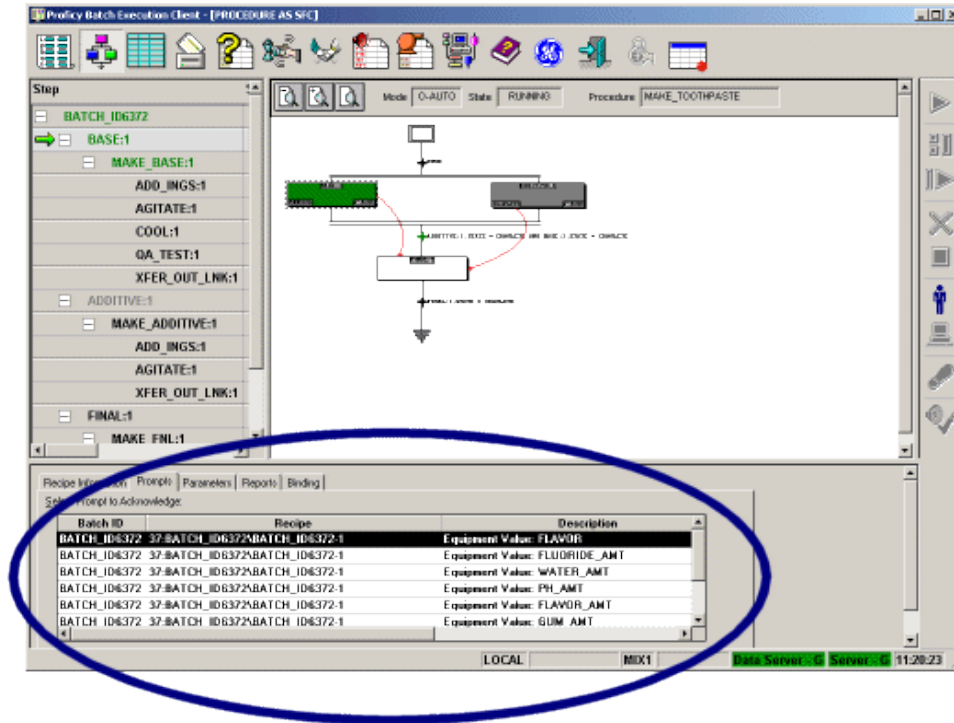 Proficy Batch Execution Client - [PROCEDURE AS SFC]
Step
BATCH_ID6372
BASE:1
MAKE_BASE:1
ADD_INGS:1
AGITATE:1
COOL:1
QA_TEST:1
XFER_OUT_LNK:1
ADDITIVE:1
MAKE_ADDITIVE:1
ADD_INGS:1
AGITATE:1
XFER_OUT_LNK:1
FINAL:1
MAKE_FNL:1
Mode O-AUTO State RUNNING Procedure MAKE_TOOTHPASTE
Recipe Information Prompts Parameters Reports Binding
Select Prompt to Acknowledge:
Batch ID Recipe Description
BATCH_ID6372 37:BATCH_ID6372\BATCH_ID6372-1 Equipment Value: FLAVOR
BATCH_ID6372 37:BATCH_ID6372\BATCH_ID6372-1 Equipment Value: FLUORIDE_AMT
BATCH_ID6372 37:BATCH_ID6372\BATCH_ID6372-1 Equipment Value: WATER_AMT
BATCH_ID6372 37:BATCH_ID6372\BATCH_ID6372-1 Equipment Value: PH_AMT
BATCH_ID6372 37:BATCH_ID6372\BATCH_ID6372-1 Equipment Value: FLAVOR_AMT
BATCH_ID6372 37:BATCH_ID6372\BATCH_ID6372-1 Equipment Value: GUM_AMT
LOCAL MIX1 Data Server - G Server - G 11:20:23